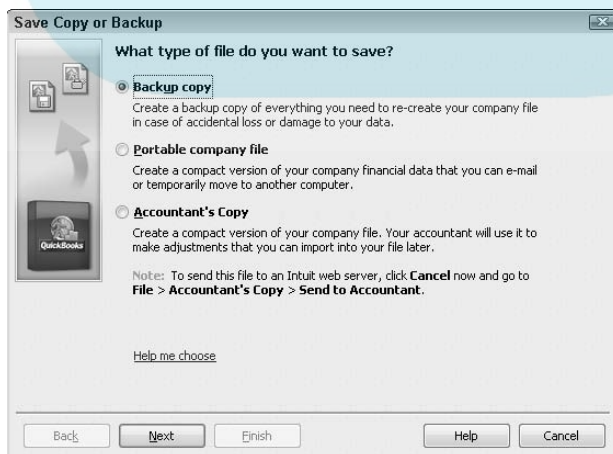 Save Copy or Backup
What type of file do you want to save?
Backup copy
Create a backup copy of everything you need to re-create your company file
in case of accidental loss or damage to your data.
Portable company file
Create a compact version of your company financial data that you can e-mail
or temporarily move to another computer.
Accountant's Copy
Create a compact version of your company file. Your accountant will use it to
make adjustments that you can import into your file later.
Note: To send this file to an Intuit web server, click Cancel now and go to
File > Accountant's Copy > Send to Accountant.
QuickBooks
Help me choose
Back Next Finish Help Cancel